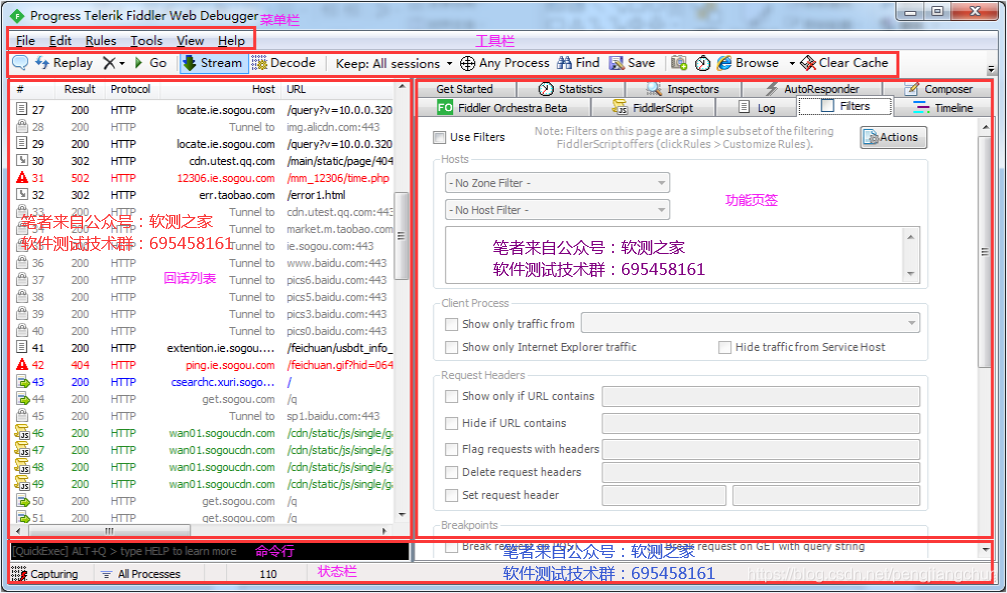 Progress Telerik Fiddler Web Debugger 菜单栏
File Edit Rules Tools View Help
工具栏
Replay Go Stream Decode Keep: All sessions Any Process Find Save Browse Clear Cache
# Result Protocol Host URL
27 200 HTTP locate.ie.sogou.com /query?v=10.0.0.320
28 200 HTTP Tunnel to img.alicdn.com:443
29 200 HTTP locate.ie.sogou.com /query?v=10.0.0.320
30 302 HTTP cdn.utest.qq.com /main/static/page/404
31 502 HTTP 12306.ie.sogou.com /mm_12306/time.php
32 302 HTTP err.taobao.com /error1.html
33 200 HTTP Tunnel to cdn.utest.qq.com:443
笔者来自公众号：软测之家
34 HTTP Tunnel to market.m.taobao.com
软件测试技术群：695458161
Tunnel to ie.sogou.com:443
36 200 HTTP Tunnel to www.baidu.com:443
37 200 HTTP Tunnel to pics6.baidu.com:443
回话列表
38 200 HTTP Tunnel to pics5.baidu.com:443
39 200 HTTP Tunnel to pics3.baidu.com:443
40 200 HTTP Tunnel to pics0.baidu.com:443
41 200 HTTP extention.ie.sogou.... /feichuan/usbdt_info_
42 404 HTTP ping.ie.sogou.com /feichuan.gif?hid=064
43 200 HTTP csearchc.xuri.sogo... /
44 200 HTTP get.sogou.com /q
45 200 HTTP Tunnel to sp1.baidu.com:443
46 200 HTTP wan01.sogoucdn.com /cdn/static/js/single/ga
47 200 HTTP wan01.sogoucdn.com /cdn/static/js/single/ga
48 200 HTTP wan01.sogoucdn.com /cdn/static/js/single/ga
49 200 HTTP wan01.sogoucdn.com /cdn/static/js/single/ga
50 200 HTTP get.sogou.com /q
51 200 HTTP get.sogou.com /q
Get Started Statistics Inspectors AutoResponder Composer
FO Fiddler Orchestra Beta FiddlerScript Log Filters Timeline
Use Filters
Note: Filters on this page are a simple subset of the filtering
FiddlerScript offers (click Rules > Customize Rules).
Actions
Hosts
- No Zone Filter -
功能页签
- No Host Filter -
笔者来自公众号：软测之家
软件测试技术群：695458161
Client Process
Show only traffic from
Show only Internet Explorer traffic Hide traffic from Service Host
Request Headers
Show only if URL contains
Hide if URL contains
Flag requests with headers
Delete request headers
Set request header
Breakpoints
Break request on GET with query string
[QuickExec] ALT+Q > type HELP to learn more 命令行
笔者来自公众号：软测之家
Capturing All Processes 110 状态栏
软件测试技术群：695458161